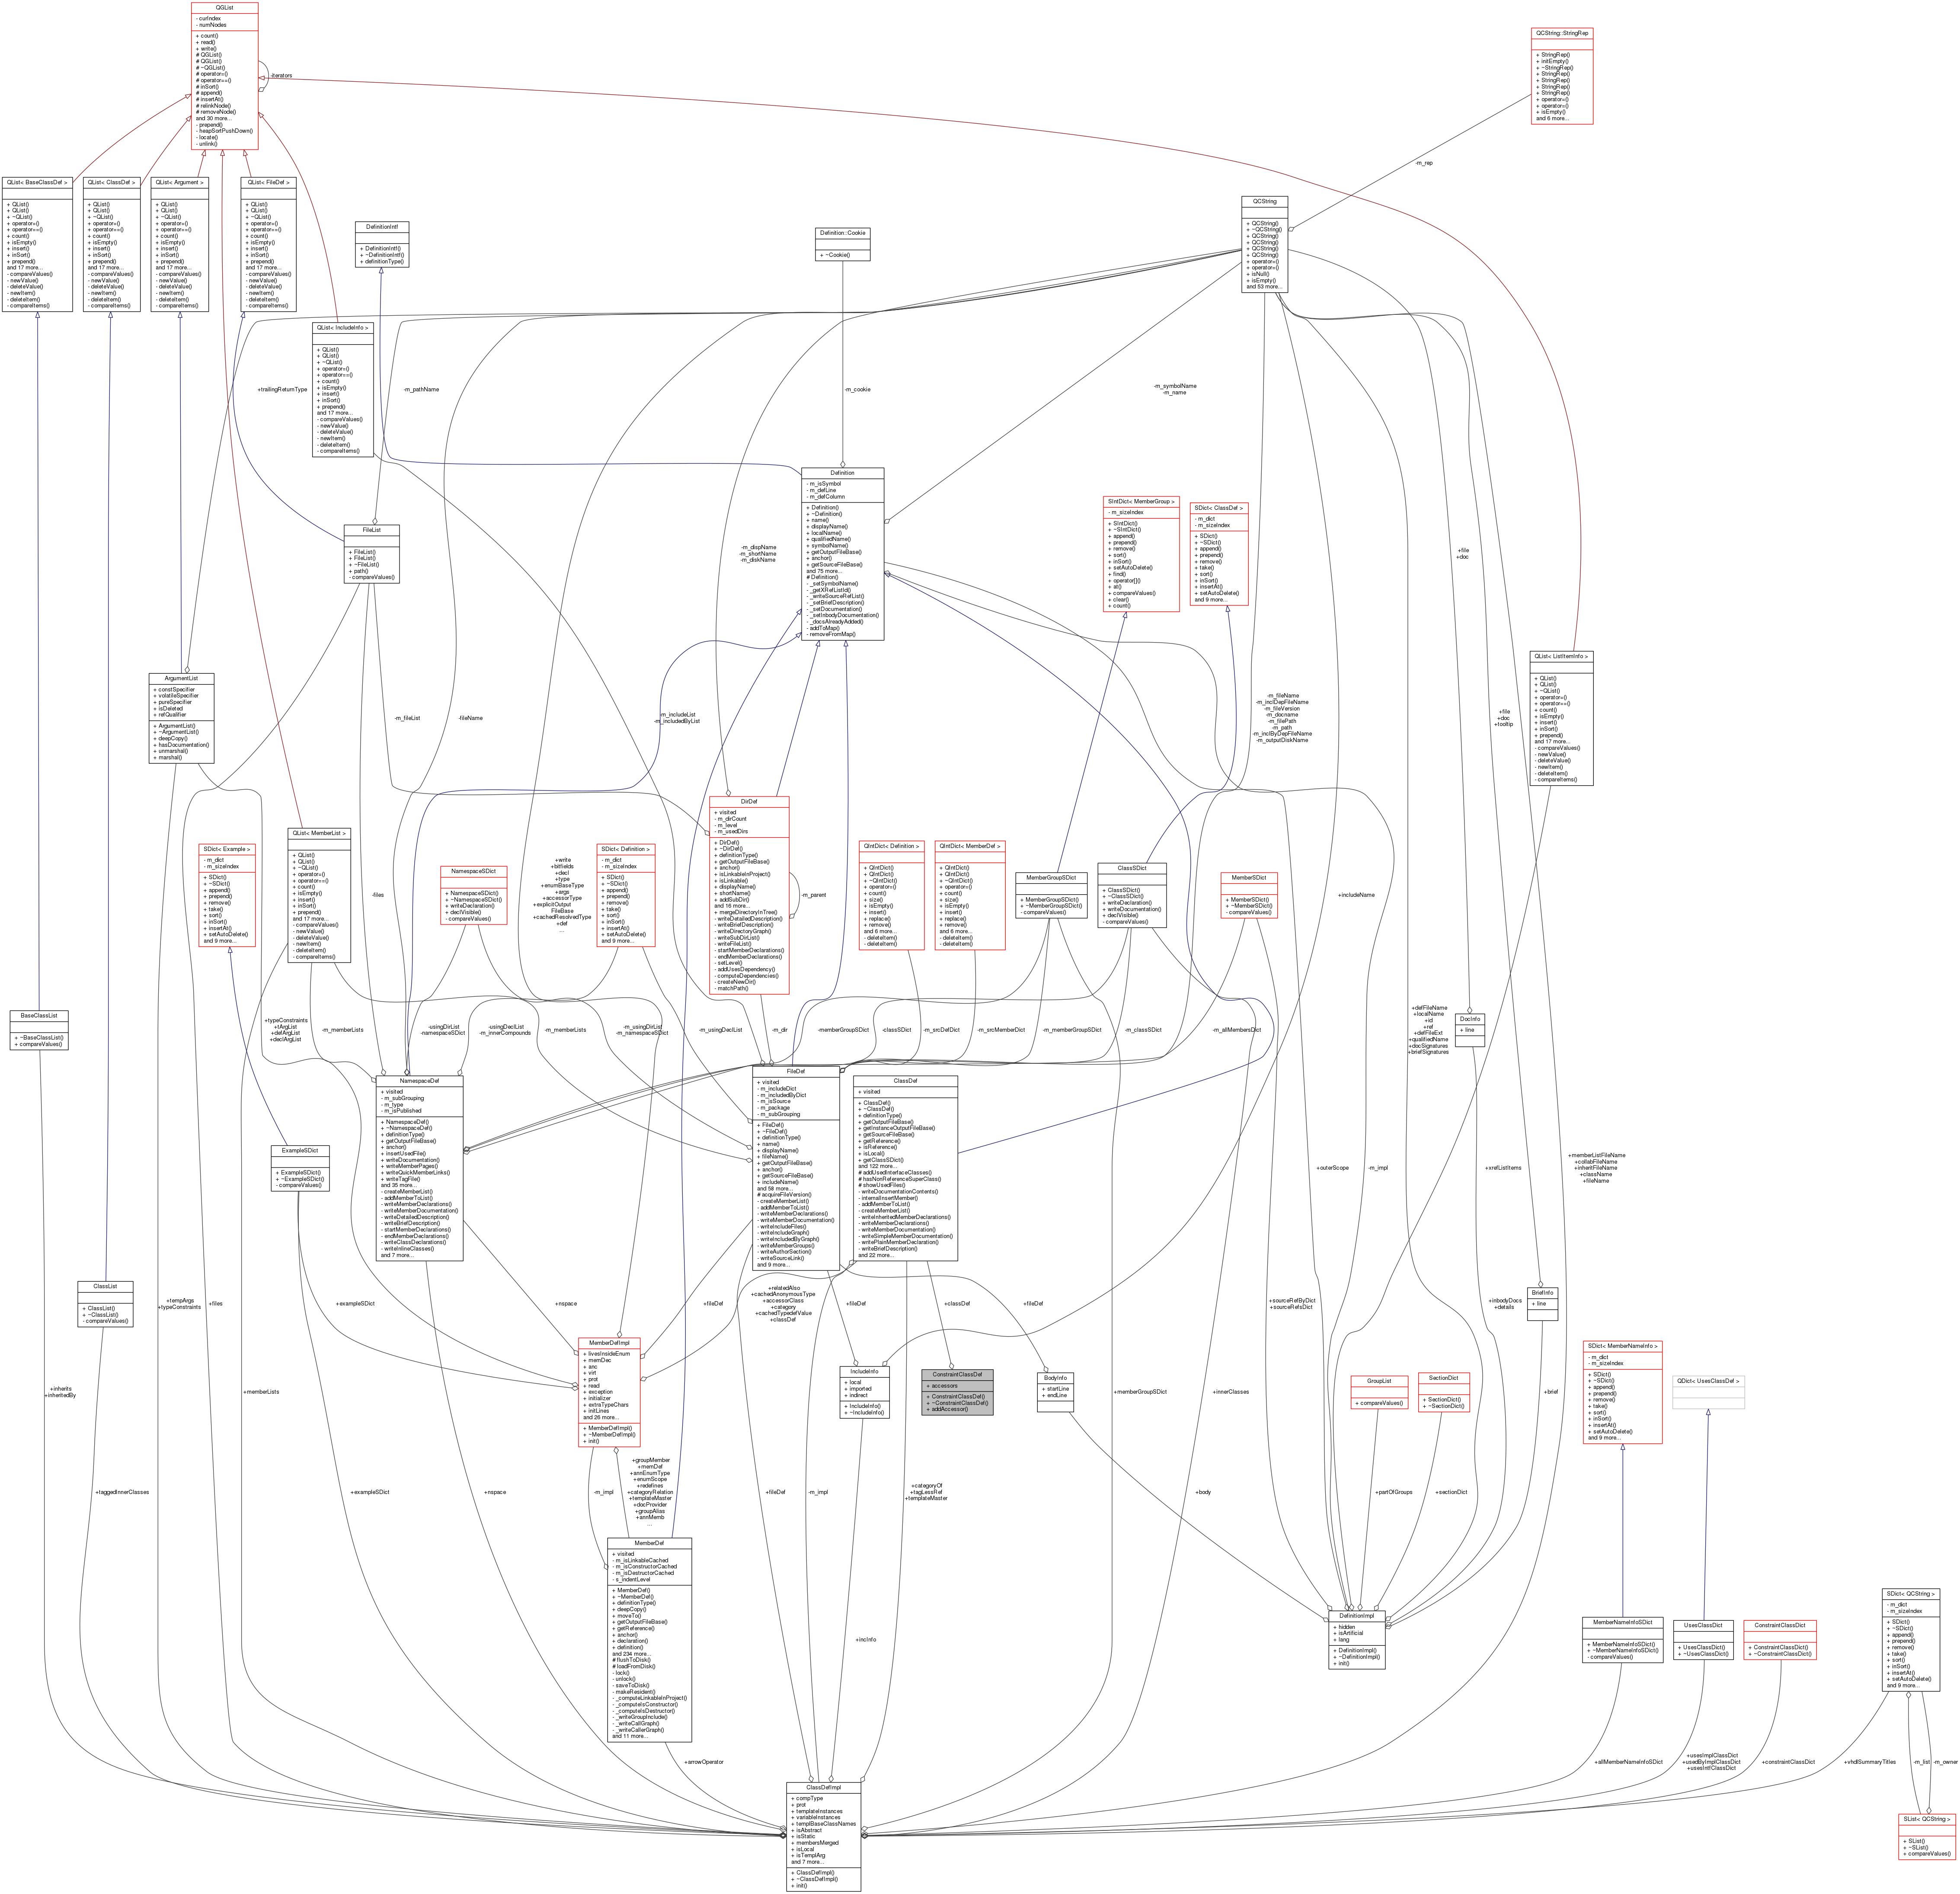 QGList
- curIndex
- numNodes
+ count()
+ read()
+ write()
# QGList()
# QGList()
# ~QGList()
# operator=()
# operator==()
# inSort()
# append()
# insertAt()
# relinkNode()
# removeNode()
and 30 more...
- prepend()
- heapSortPushDown()
- locate()
- unlink()
-iterators
QCString::StringRep
+ StringRep()
+ initEmpty()
+ ~StringRep()
+ StringRep()
+ StringRep()
+ StringRep()
+ StringRep()
+ operator=()
+ operator=()
+ isEmpty()
and 6 more...
-m_rep
QList< BaseClassDef >
+ QList()
+ QList()
+ ~QList()
+ operator=()
+ operator==()
+ count()
+ isEmpty()
+ insert()
+ inSort()
+ prepend()
and 17 more...
- compareValues()
- newValue()
- deleteValue()
- newItem()
- deleteItem()
- compareItems()
QList< ClassDef >
+ QList()
+ QList()
+ ~QList()
+ operator=()
+ operator==()
+ count()
+ isEmpty()
+ insert()
+ inSort()
+ prepend()
and 17 more...
- compareValues()
- newValue()
- deleteValue()
- newItem()
- deleteItem()
- compareItems()
QList< Argument >
+ QList()
+ QList()
+ ~QList()
+ operator=()
+ operator==()
+ count()
+ isEmpty()
+ insert()
+ inSort()
+ prepend()
and 17 more...
- compareValues()
- newValue()
- deleteValue()
- newItem()
- deleteItem()
- compareItems()
QList< FileDef >
+ QList()
+ QList()
+ ~QList()
+ operator=()
+ operator==()
+ count()
+ isEmpty()
+ insert()
+ inSort()
+ prepend()
and 17 more...
- compareValues()
- newValue()
- deleteValue()
- newItem()
- deleteItem()
- compareItems()
DefinitionIntf
+ DefinitionIntf()
+ ~DefinitionIntf()
+ definitionType()
Definition::Cookie
+ ~Cookie()
QCString
+ QCString()
+ ~QCString()
+ QCString()
+ QCString()
+ QCString()
+ QCString()
+ operator=()
+ operator=()
+ isNull()
+ isEmpty()
and 53 more...
QList< IncludeInfo >
+ QList()
+ QList()
+ ~QList()
+ operator=()
+ operator==()
+ count()
+ isEmpty()
+ insert()
+ inSort()
+ prepend()
and 17 more...
- compareValues()
- newValue()
- deleteValue()
- newItem()
- deleteItem()
- compareItems()
+trailingReturnType
-m_pathName
-m_cookie
-m_symbolName
-m_name
+includeName
Definition
- m_isSymbol
- m_defLine
- m_defColumn
+ Definition()
+ ~Definition()
+ name()
+ displayName()
+ localName()
+ qualifiedName()
+ symbolName()
+ getOutputFileBase()
+ anchor()
+ getSourceFileBase()
and 75 more...
# Definition()
- _setSymbolName()
- _getXRefListId()
- _writeSourceRefList()
- _setBriefDescription()
- _setDocumentation()
- _setInbodyDocumentation()
- _docsAlreadyAdded()
- addToMap()
- removeFromMap()
SIntDict< MemberGroup >
- m_sizeIndex
+ SIntDict()
+ ~SIntDict()
+ append()
+ prepend()
+ remove()
+ sort()
+ inSort()
+ setAutoDelete()
+ find()
+ operator[]()
+ at()
+ compareValues()
+ clear()
+ count()
SDict< ClassDef >
- m_dict
- m_sizeIndex
+ SDict()
+ ~SDict()
+ append()
+ prepend()
+ remove()
+ take()
+ sort()
+ inSort()
+ insertAt()
+ setAutoDelete()
and 9 more...
FileList
+ FileList()
+ FileList()
+ ~FileList()
+ path()
- compareValues()
-m_dispName
-m_shortName
-m_diskName
+file
+doc
ArgumentList
+ constSpecifier
+ volatileSpecifier
+ pureSpecifier
+ isDeleted
+ refQualifier
+ ArgumentList()
+ ~ArgumentList()
+ deepCopy()
+ hasDocumentation()
+ unmarshal()
+ marshal()
-m_fileList
-fileName
-m_includeList
-m_includedByList
-m_fileName
-m_inclDepFileName
-m_fileVersion
-m_docname
-m_filePath
-m_path
-m_inclByDepFileName
-m_outputDiskName
+file
+doc
+tooltip
QList< ListItemInfo >
+ QList()
+ QList()
+ ~QList()
+ operator=()
+ operator==()
+ count()
+ isEmpty()
+ insert()
+ inSort()
+ prepend()
and 17 more...
- compareValues()
- newValue()
- deleteValue()
- newItem()
- deleteItem()
- compareItems()
DirDef
+ visited
- m_dirCount
- m_level
- m_usedDirs
+ DirDef()
+ ~DirDef()
+ definitionType()
+ getOutputFileBase()
+ anchor()
+ isLinkableInProject()
+ isLinkable()
+ displayName()
+ shortName()
+ addSubDir()
and 16 more...
+ mergeDirectoryInTree()
- writeDetailedDescription()
- writeBriefDescription()
- writeDirectoryGraph()
- writeSubDirList()
- writeFileList()
- startMemberDeclarations()
- endMemberDeclarations()
- setLevel()
- addUsesDependency()
- computeDependencies()
- createNewDir()
- matchPath()
-m_parent
SDict< Example >
- m_dict
- m_sizeIndex
+ SDict()
+ ~SDict()
+ append()
+ prepend()
+ remove()
+ take()
+ sort()
+ inSort()
+ insertAt()
+ setAutoDelete()
and 9 more...
QList< MemberList >
+ QList()
+ QList()
+ ~QList()
+ operator=()
+ operator==()
+ count()
+ isEmpty()
+ insert()
+ inSort()
+ prepend()
and 17 more...
- compareValues()
- newValue()
- deleteValue()
- newItem()
- deleteItem()
- compareItems()
-files
NamespaceSDict
+ NamespaceSDict()
+ ~NamespaceSDict()
+ writeDeclaration()
+ declVisible()
- compareValues()
+write
+bitfields
+decl
+type
+enumBaseType
+args
+accessorType
+explicitOutput
FileBase
+cachedResolvedType
+def
...
SDict< Definition >
- m_dict
- m_sizeIndex
+ SDict()
+ ~SDict()
+ append()
+ prepend()
+ remove()
+ take()
+ sort()
+ inSort()
+ insertAt()
+ setAutoDelete()
and 9 more...
QIntDict< Definition >
+ QIntDict()
+ QIntDict()
+ ~QIntDict()
+ operator=()
+ count()
+ size()
+ isEmpty()
+ insert()
+ replace()
+ remove()
and 6 more...
- deleteItem()
- deleteItem()
QIntDict< MemberDef >
+ QIntDict()
+ QIntDict()
+ ~QIntDict()
+ operator=()
+ count()
+ size()
+ isEmpty()
+ insert()
+ replace()
+ remove()
and 6 more...
- deleteItem()
- deleteItem()
MemberGroupSDict
+ MemberGroupSDict()
+ ~MemberGroupSDict()
- compareValues()
ClassSDict
+ ClassSDict()
+ ~ClassSDict()
+ writeDeclaration()
+ writeDocumentation()
+ declVisible()
- compareValues()
MemberSDict
+ MemberSDict()
+ ~MemberSDict()
- compareValues()
BaseClassList
+ ~BaseClassList()
+ compareValues()
+typeConstraints
+tArgList
+defArgList
+declArgList
-m_memberLists
-usingDirList
-namespaceSDict
-usingDeclList
-m_innerCompounds
-m_memberLists
-m_usingDirList
-m_namespaceSDict
-m_usingDeclList
-m_dir
-memberGroupSDict
-classSDict
-m_srcDefDict
-m_srcMemberDict
-m_memberGroupSDict
-m_classSDict
-m_allMembersDict
+defFileName
+localName
+id
+ref
+defFileExt
+qualifiedName
+docSignatures
+briefSignatures
DocInfo
+ line
NamespaceDef
+ visited
- m_subGrouping
- m_type
- m_isPublished
+ NamespaceDef()
+ ~NamespaceDef()
+ definitionType()
+ getOutputFileBase()
+ anchor()
+ insertUsedFile()
+ writeDocumentation()
+ writeMemberPages()
+ writeQuickMemberLinks()
+ writeTagFile()
and 35 more...
- createMemberList()
- addMemberToList()
- writeMemberDeclarations()
- writeMemberDocumentation()
- writeDetailedDescription()
- writeBriefDescription()
- startMemberDeclarations()
- endMemberDeclarations()
- writeClassDeclarations()
- writeInlineClasses()
and 7 more...
FileDef
+ visited
- m_includeDict
- m_includedByDict
- m_isSource
- m_package
- m_subGrouping
+ FileDef()
+ ~FileDef()
+ definitionType()
+ name()
+ displayName()
+ fileName()
+ getOutputFileBase()
+ anchor()
+ getSourceFileBase()
+ includeName()
and 58 more...
# acquireFileVersion()
- createMemberList()
- addMemberToList()
- writeMemberDeclarations()
- writeMemberDocumentation()
- writeIncludeFiles()
- writeIncludeGraph()
- writeIncludedByGraph()
- writeMemberGroups()
- writeAuthorSection()
- writeSourceLink()
and 9 more...
ClassDef
+ visited
+ ClassDef()
+ ~ClassDef()
+ definitionType()
+ getOutputFileBase()
+ getInstanceOutputFileBase()
+ getSourceFileBase()
+ getReference()
+ isReference()
+ isLocal()
+ getClassSDict()
and 122 more...
# addUsedInterfaceClasses()
# hasNonReferenceSuperClass()
# showUsedFiles()
- writeDocumentationContents()
- internalInsertMember()
- addMemberToList()
- createMemberList()
- writeInheritedMemberDeclarations()
- writeMemberDeclarations()
- writeMemberDocumentation()
- writeSimpleMemberDocumentation()
- writePlainMemberDeclaration()
- writeBriefDescription()
and 22 more...
ExampleSDict
+ ExampleSDict()
+ ~ExampleSDict()
- compareValues()
+outerScope
-m_impl
+xrefListItems
+memberListFileName
+collabFileName
+inheritFileName
+className
+fileName
ClassList
+ ClassList()
+ ~ClassList()
- compareValues()
+tempArgs
+typeConstraints
+files
+exampleSDict
+nspace
+fileDef
+relatedAlso
+cachedAnonymousType
+accessorClass
+category
+cachedTypedefValue
+classDef
+fileDef
+classDef
+fileDef
+sourceRefByDict
+sourceRefsDict
+inbodyDocs
+details
BriefInfo
+ line
MemberDefImpl
+ livesInsideEnum
+ memDec
+ anc
+ virt
+ prot
+ read
+ exception
+ initializer
+ extraTypeChars
+ initLines
and 26 more...
+ MemberDefImpl()
+ ~MemberDefImpl()
+ init()
IncludeInfo
+ local
+ imported
+ indirect
+ IncludeInfo()
+ ~IncludeInfo()
ConstraintClassDef
+ accessors
+ ConstraintClassDef()
+ ~ConstraintClassDef()
+ addAccessor()
BodyInfo
+ startLine
+ endLine
GroupList
+ compareValues()
SectionDict
+ SectionDict()
+ ~SectionDict()
SDict< MemberNameInfo >
- m_dict
- m_sizeIndex
+ SDict()
+ ~SDict()
+ append()
+ prepend()
+ remove()
+ take()
+ sort()
+ inSort()
+ insertAt()
+ setAutoDelete()
and 9 more...
QDict< UsesClassDef >
+inherits
+inheritedBy
+memberLists
+memberGroupSDict
+innerClasses
+brief
+taggedInnerClasses
+exampleSDict
+nspace
-m_impl
+groupMember
+memDef
+annEnumType
+enumScope
+redefines
+categoryRelation
+templateMaster
+docProvider
+groupAlias
+annMemb
...
+fileDef
-m_impl
+categoryOf
+tagLessRef
+templateMaster
+body
+partOfGroups
+sectionDict
MemberDef
+ visited
- m_isLinkableCached
- m_isConstructorCached
- m_isDestructorCached
- s_indentLevel
+ MemberDef()
+ ~MemberDef()
+ definitionType()
+ deepCopy()
+ moveTo()
+ getOutputFileBase()
+ getReference()
+ anchor()
+ declaration()
+ definition()
and 234 more...
# flushToDisk()
# loadFromDisk()
- lock()
- unlock()
- saveToDisk()
- makeResident()
- _computeLinkableInProject()
- _computeIsConstructor()
- _computeIsDestructor()
- _writeGroupInclude()
- _writeCallGraph()
- _writeCallerGraph()
and 11 more...
+incInfo
DefinitionImpl
+ hidden
+ isArtificial
+ lang
+ DefinitionImpl()
+ ~DefinitionImpl()
+ init()
MemberNameInfoSDict
+ MemberNameInfoSDict()
+ ~MemberNameInfoSDict()
- compareValues()
UsesClassDict
+ UsesClassDict()
+ ~UsesClassDict()
ConstraintClassDict
+ ConstraintClassDict()
+ ~ConstraintClassDict()
SDict< QCString >
- m_dict
- m_sizeIndex
+ SDict()
+ ~SDict()
+ append()
+ prepend()
+ remove()
+ take()
+ sort()
+ inSort()
+ insertAt()
+ setAutoDelete()
and 9 more...
+arrowOperator
+allMemberNameInfoSDict
+usesImplClassDict
+usedByImplClassDict
+usesIntfClassDict
+constraintClassDict
+vhdlSummaryTitles
-m_list
-m_owner
ClassDefImpl
+ compType
+ prot
+ templateInstances
+ variableInstances
+ templBaseClassNames
+ isAbstract
+ isStatic
+ membersMerged
+ isLocal
+ isTemplArg
and 7 more...
+ ClassDefImpl()
+ ~ClassDefImpl()
+ init()
SList< QCString >
+ SList()
+ ~SList()
+ compareValues()